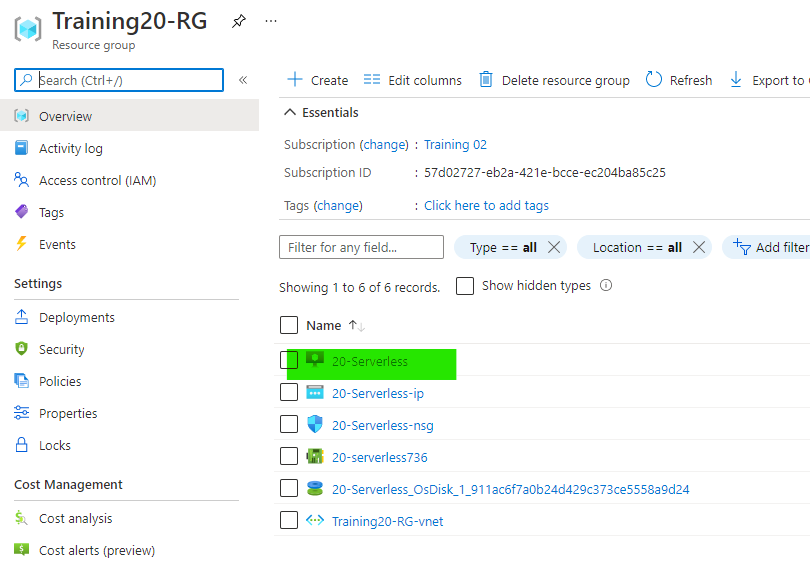 Training20-RG
Resource group
Search (Ctrl+/)
Overview
Activity log
Access control (IAM)
Tags
Events
Settings
Deployments
Security
Policies
Properties
Locks
Cost Management
Cost analysis
Cost alerts (preview)
Create Edit columns Delete resource group Refresh Export to
Essentials
Subscription (change) : Training 02
Subscription ID : 57d02727-eb2a-421e-bcce-ec204ba85c25
Tags (change) : Click here to add tags
Filter for any field... Type == all Location == all Add filter
Showing 1 to 6 of 6 records. Show hidden types
Name
20-Serverless
20-Serverless-ip
20-Serverless-nsg
20-serverless736
20-Serverless_OsDisk_1_911ac6f7a0b24d429c373ce5558a9d24
Training20-RG-vnet